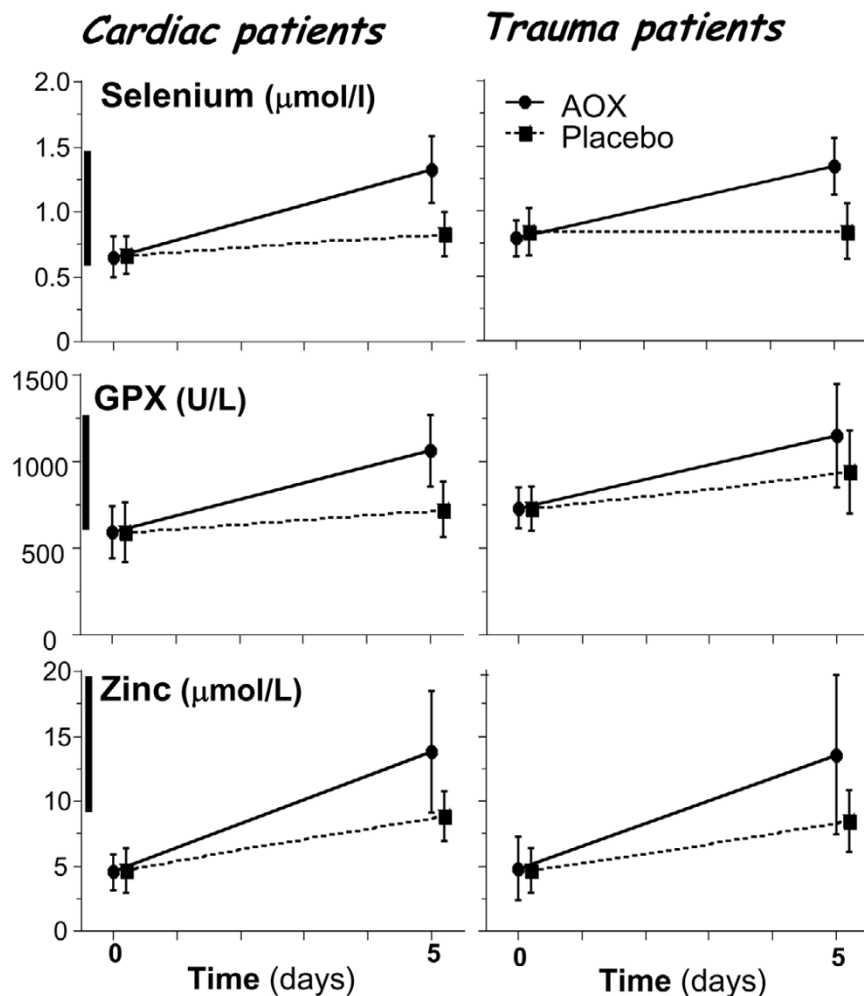 Cardiac patients
Trauma patients
Selenium (μmol/l)
2.0
1.5
1.0
0.5
0
AOX
Placebo
GPX (U/L)
1500
1000
500
0
Zinc (μmol/L)
20
15
10
5
0
0 5
Time (days)
0 5
Time (days)